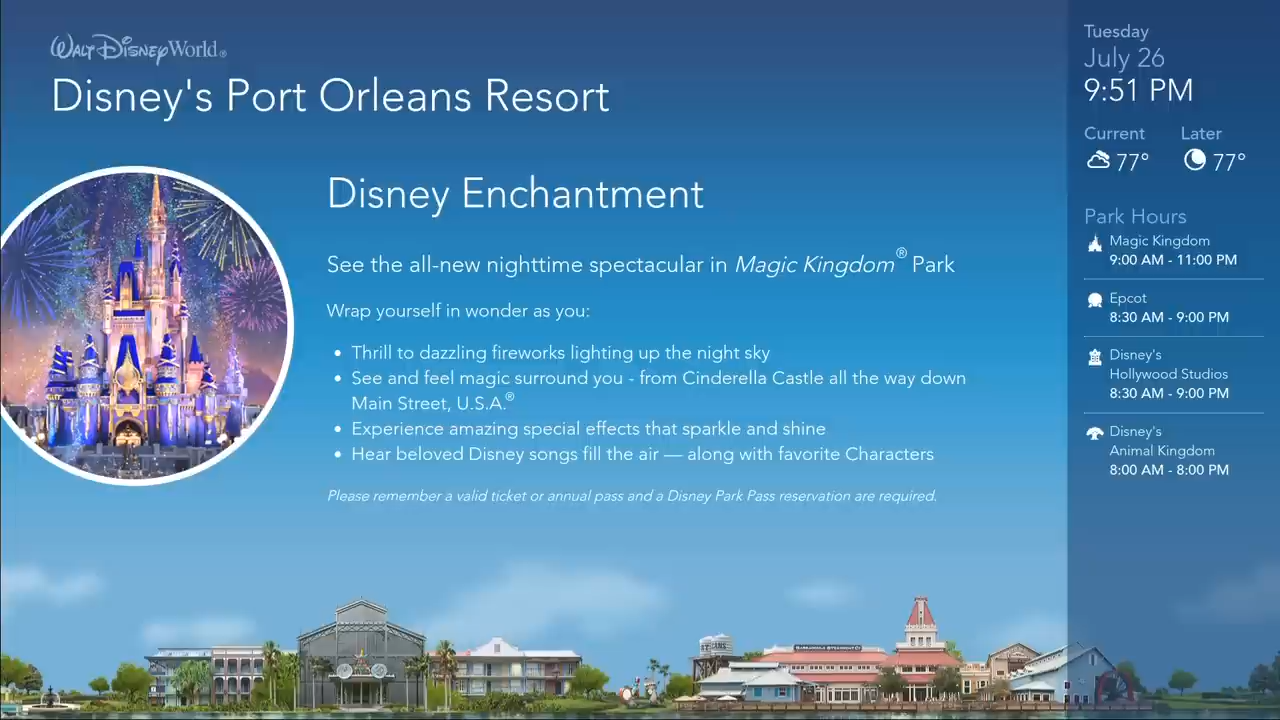 Walt Disney World®
Disney's Port Orleans Resort
Disney Enchantment
See the all-new nighttime spectacular in Magic Kingdom® Park
Wrap yourself in wonder as you:
• Thrill to dazzling fireworks lighting up the night sky
• See and feel magic surround you - from Cinderella Castle all the way down
Main Street, U.S.A.®
• Experience amazing special effects that sparkle and shine
• Hear beloved Disney songs fill the air — along with favorite Characters
Please remember a valid ticket or annual pass and a Disney Park Pass reservation are required.
Tuesday
July 26
9:51 PM
Current Later
77° 77°
Park Hours
Magic Kingdom
9:00 AM - 11:00 PM
Epcot
8:30 AM - 9:00 PM
Disney's
Hollywood Studios
8:30 AM - 9:00 PM
Disney's
Animal Kingdom
8:00 AM - 8:00 PM